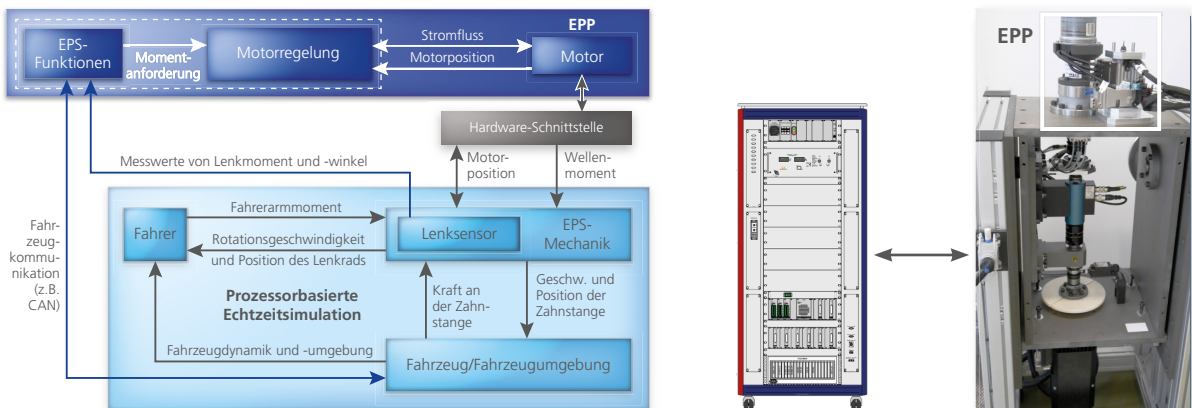 EPP
EPS-
Funktionen
Moment-
anforderung
Motorregelung
Stromfluss
Motorposition
Motor
Hardware-Schnittstelle
Messwerte von Lenkmoment und -winkel
Motor-
position
Wellen-
moment
Fahr-
zeug-
kommu-
nikation
(z.B.
CAN)
Fahrer
Fahrerarmmoment
Rotationsgeschwindigkeit
und Position des Lenkrads
Lenksensor
EPS-
Mechanik
Prozessorbasierte
Echtzeitsimulation
Kraft an
der Zahn-
stange
Geschw. und
Position der
Zahnstange
Fahrzeugdynamik und -umgebung
Fahrzeug/Fahrzeugumgebung
EPP